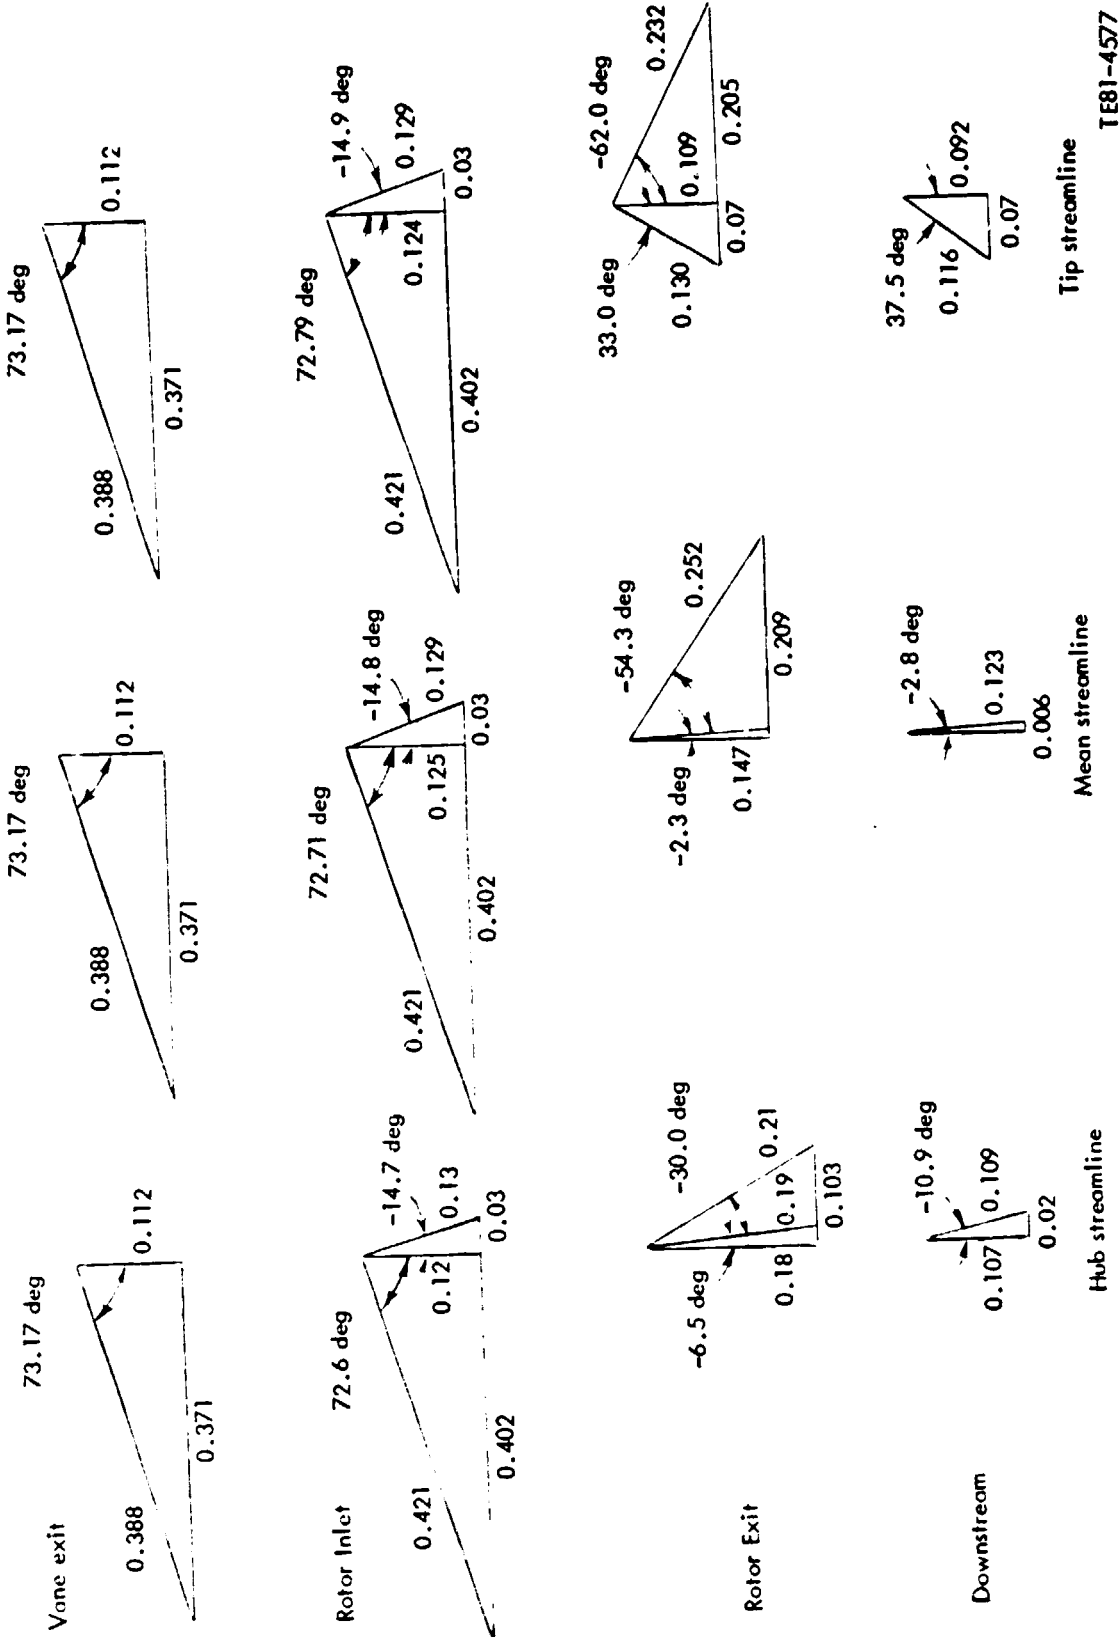 Vane exit
73.17 deg
0.388
0.112
0.371
73.17 deg
0.388
0.112
0.371
73.17 deg
0.388
0.112
0.371
Rotor Inlet
72.6 deg
-14.7 deg
0.421
0.12
0.13
0.402
0.03
72.71 deg
-14.8 deg
0.421
0.125
0.129
0.402
0.03
72.79 deg
-14.9 deg
0.421
0.124
0.129
0.402
0.03
Rotor Exit
-6.5 deg
-30.0 deg
0.18
0.19
0.21
0.103
-2.3 deg
-54.3 deg
0.147
0.252
0.209
33.0 deg
-62.0 deg
0.130
0.109
0.232
0.07
0.205
Downstream
-10.9 deg
0.107
0.109
0.02
-2.8 deg
0.123
0.006
37.5 deg
0.116
0.092
0.07
Hub streamline
Mean streamline
Tip streamline
TE81-4577